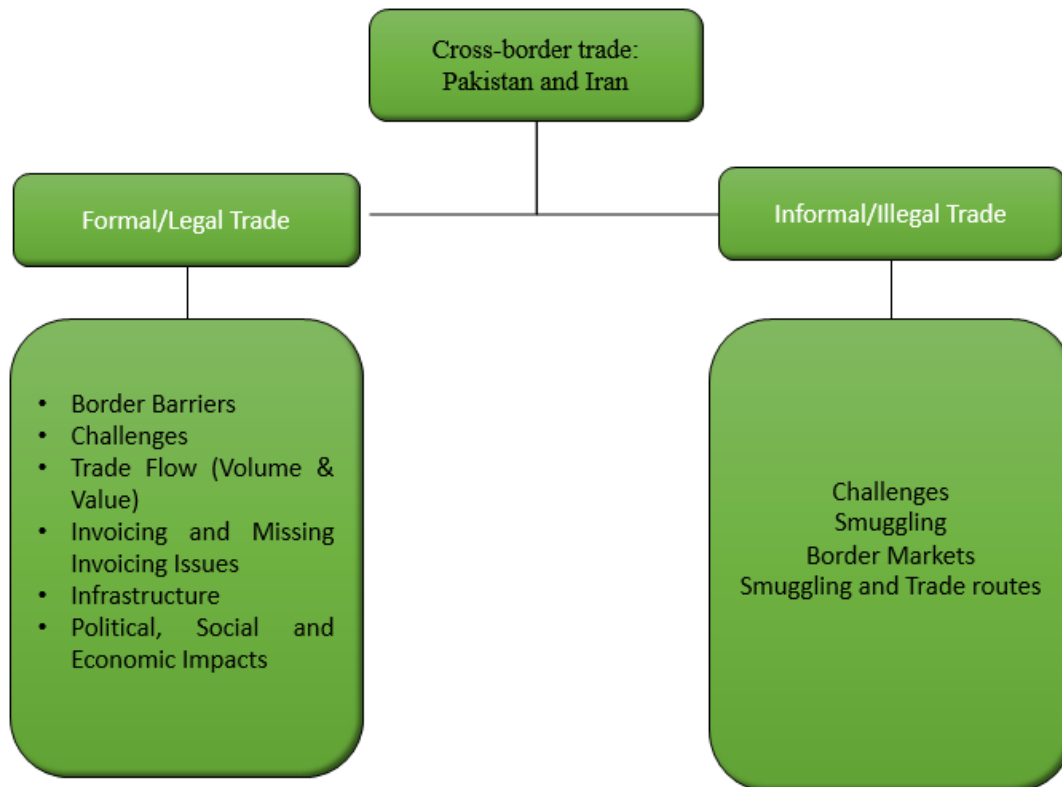 Cross-border trade:
Pakistan and Iran
Formal/Legal Trade
Informal/Illegal Trade
• Border Barriers
• Challenges
• Trade Flow (Volume &
Value)
• Invoicing and Missing
Invoicing Issues
• Infrastructure
• Political, Social and
Economic Impacts
Challenges
Smuggling
Border Markets
Smuggling and Trade routes